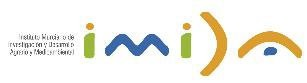 Instituto Murciano de
Investigación y Desarrollo
Agrario y Medioambiental
imida